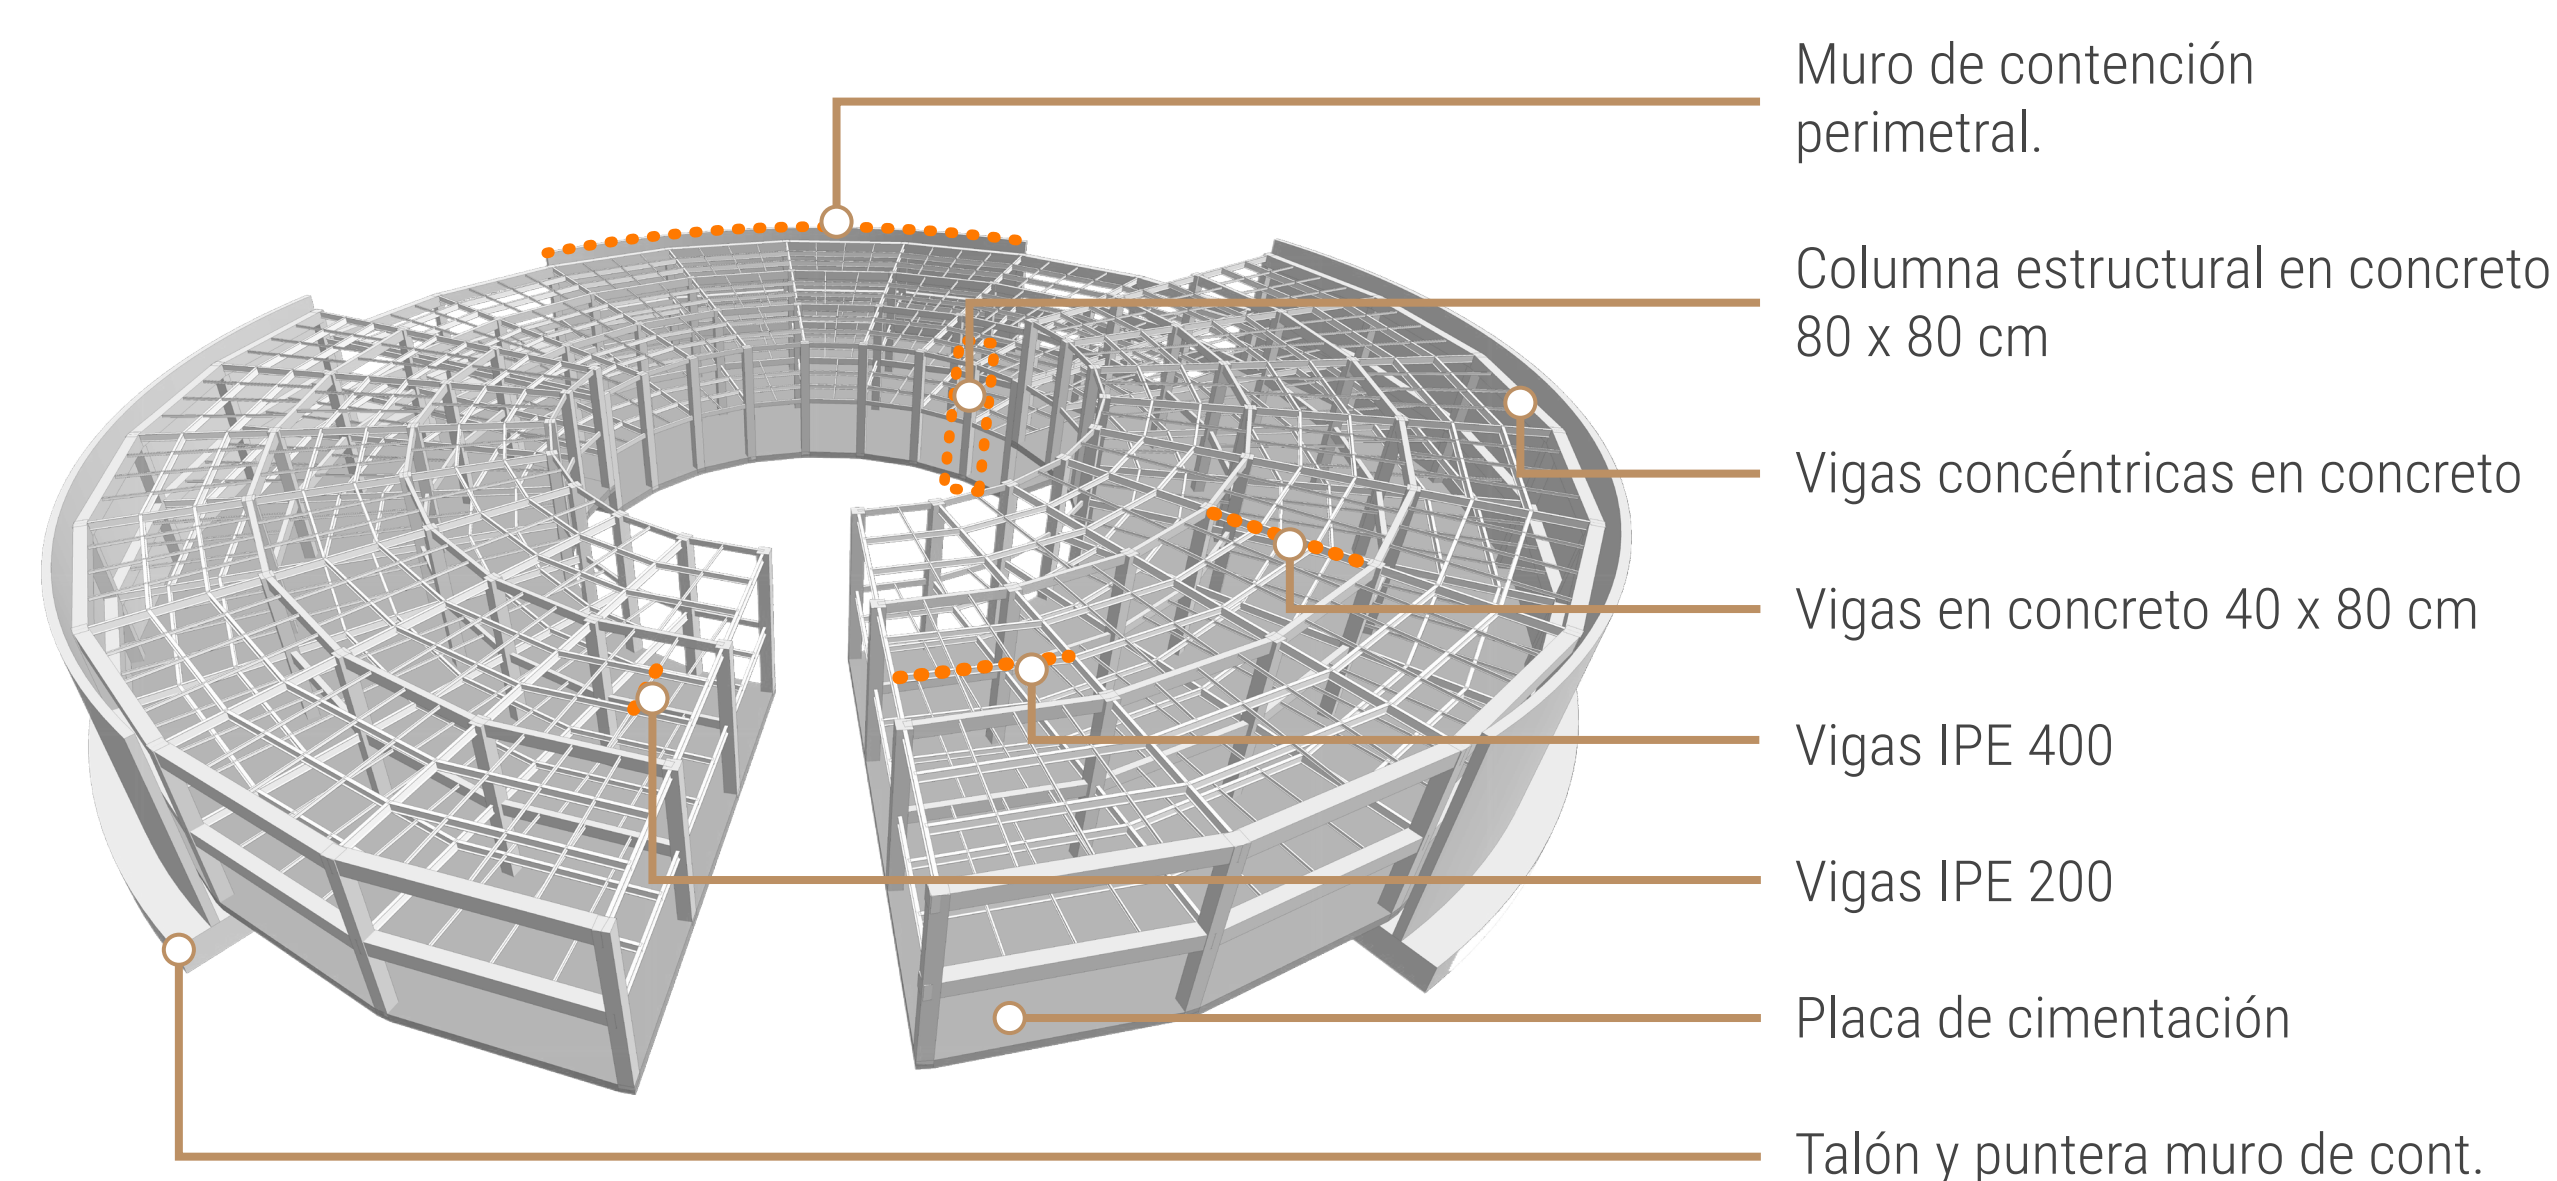 Muro de contención
perimetral.
Columna estructural en concreto
80 x 80 cm
Vigas concéntricas en concreto
Vigas en concreto 40 x 80 cm
Vigas IPE 400
Vigas IPE 200
Placa de cimentación
Talón y puntera muro de cont.